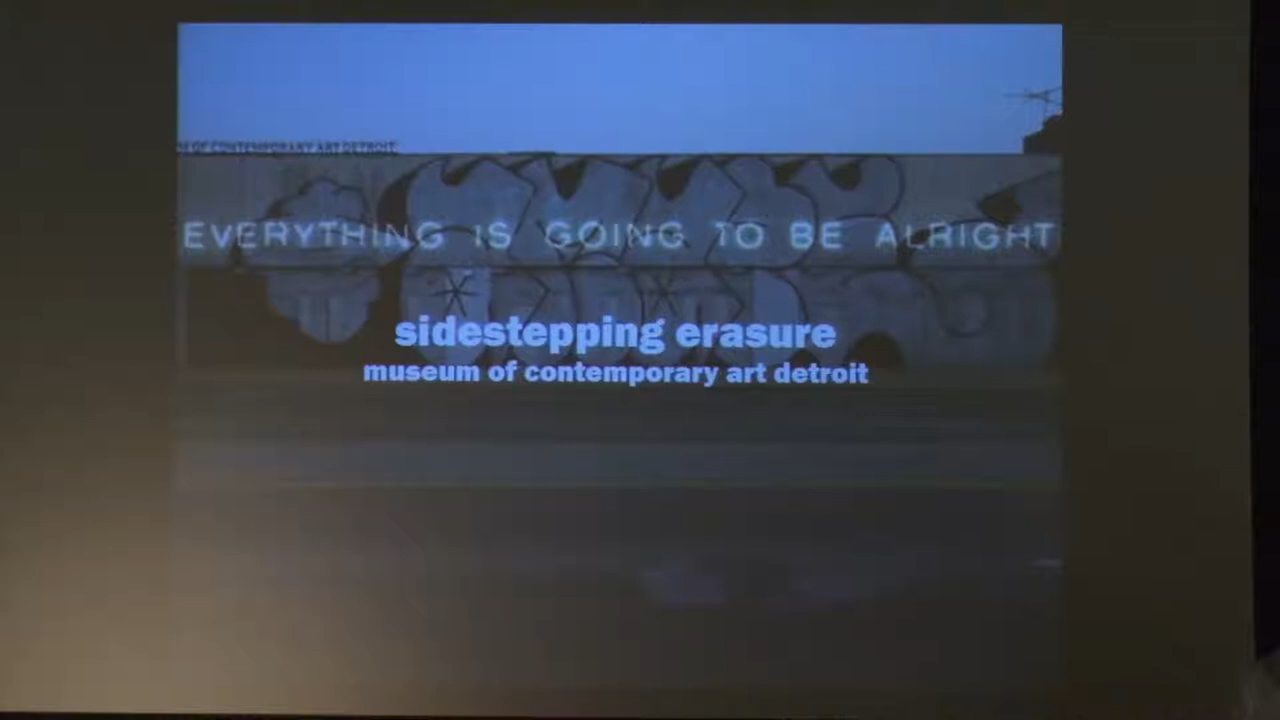 M OF CONTEMPORARY ART DETROIT
EVERYTHING IS GOING TO BE ALRIGHT
sidestepping erasure
museum of contemporary art detroit